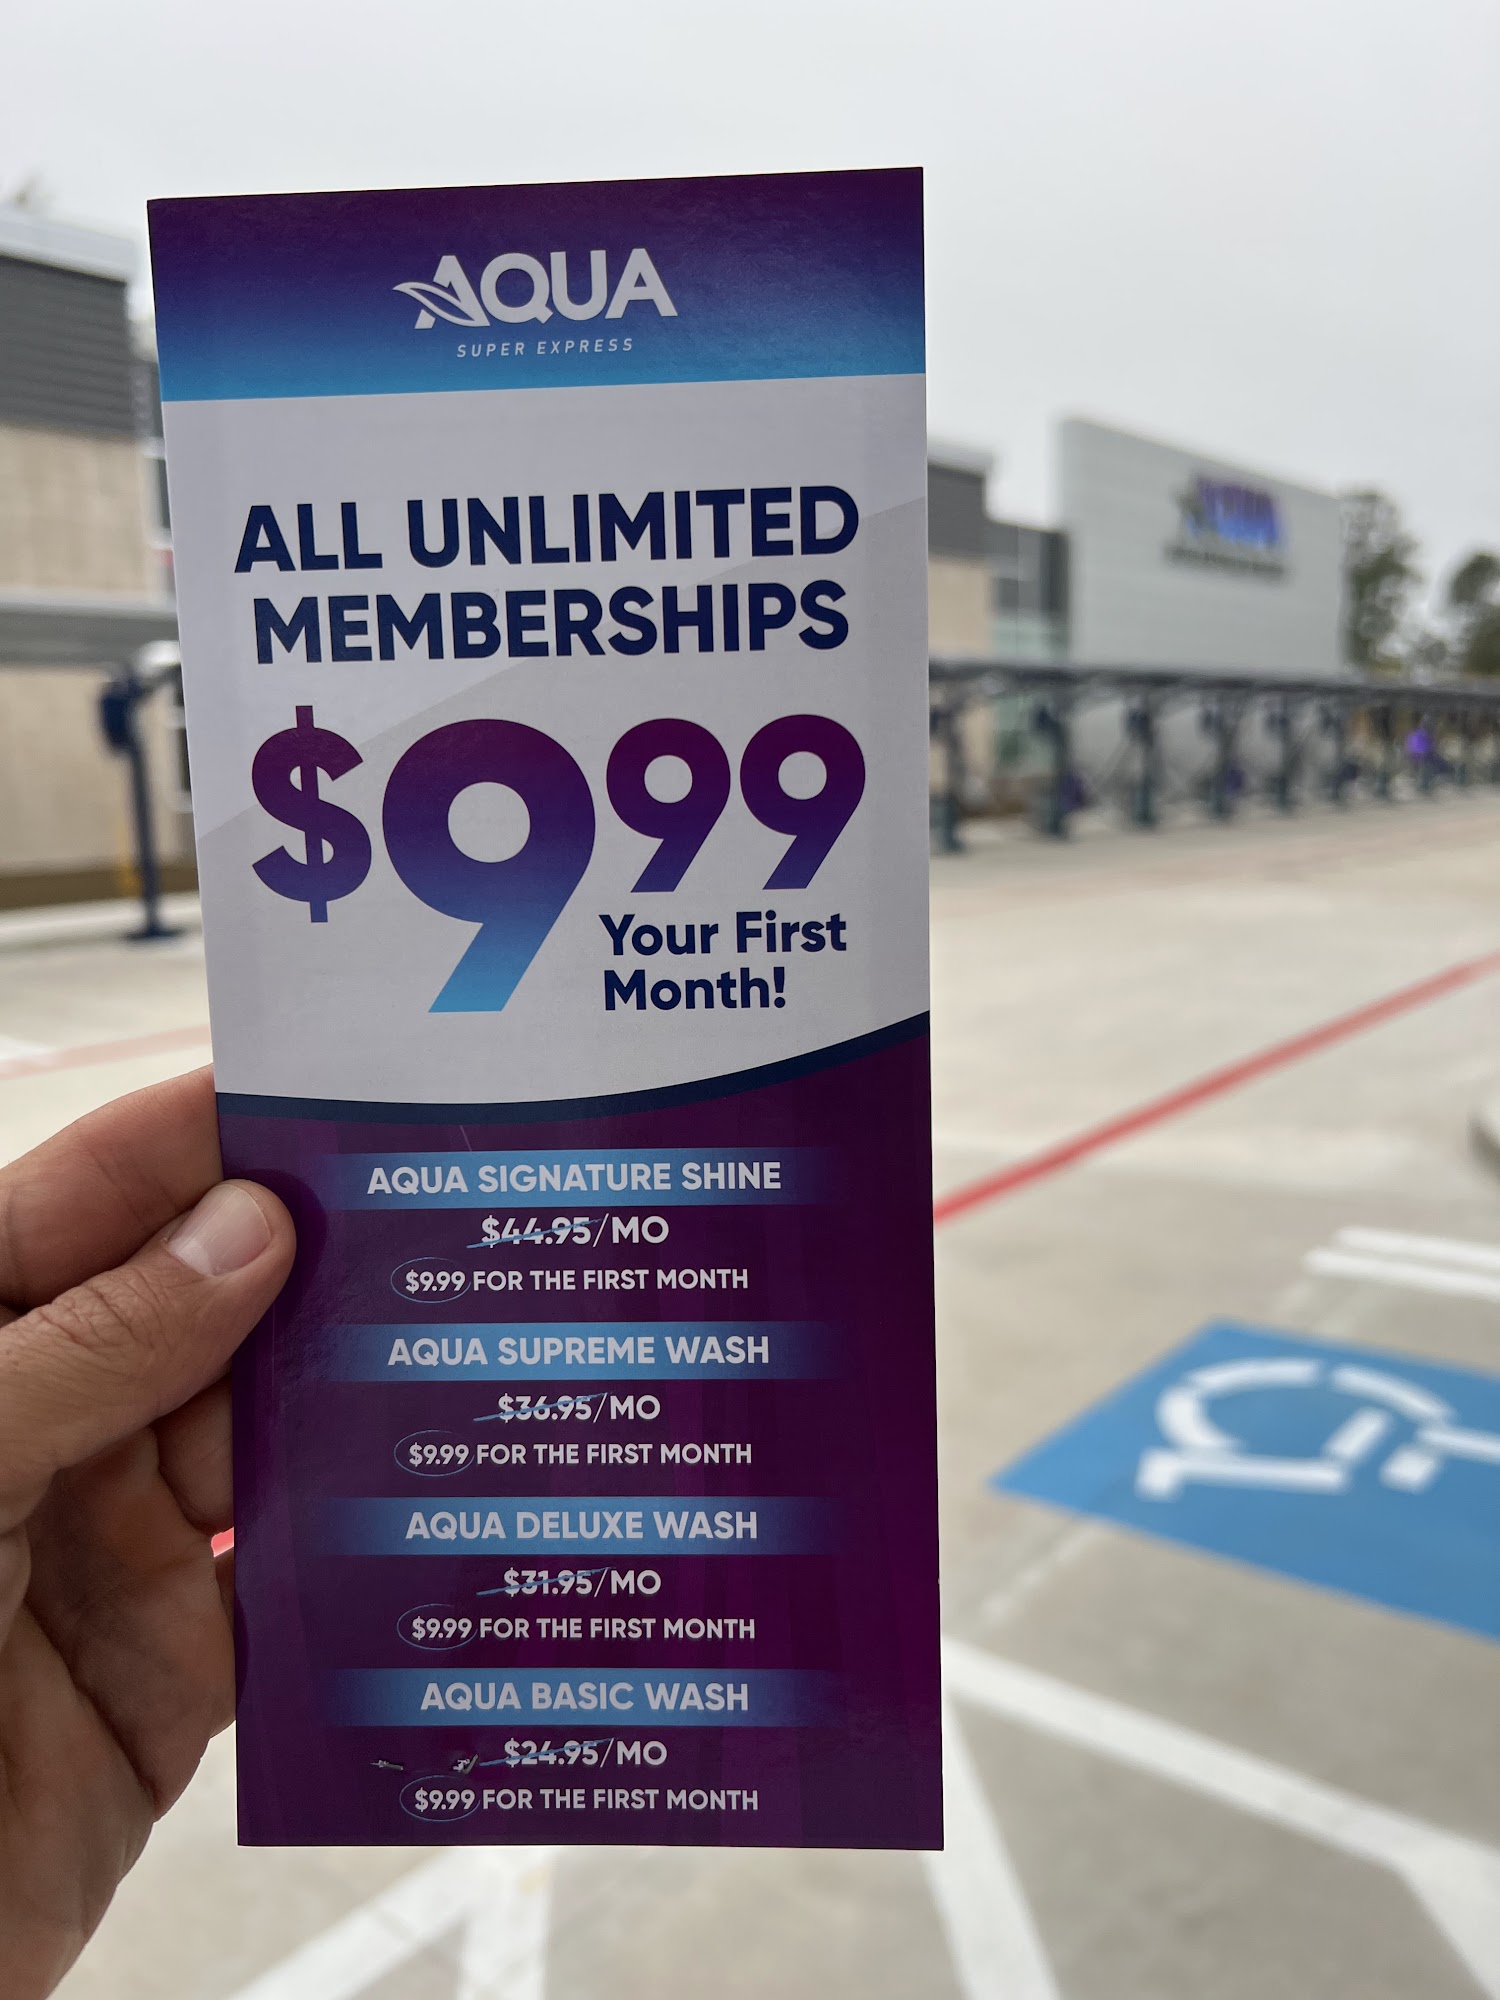 AQUA
SUPER EXPRESS
ALL UNLIMITED
MEMBERSHIPS
$9.99
Your First
Month!
AQUA SIGNATURE SHINE
$44.95/MO
$9.99 FOR THE FIRST MONTH
AQUA SUPREME WASH
$36.95/MO
$9.99 FOR THE FIRST MONTH
AQUA DELUXE WASH
$31.95/MO
$9.99 FOR THE FIRST MONTH
AQUA BASIC WASH
$24.95/MO
$9.99 FOR THE FIRST MONTH